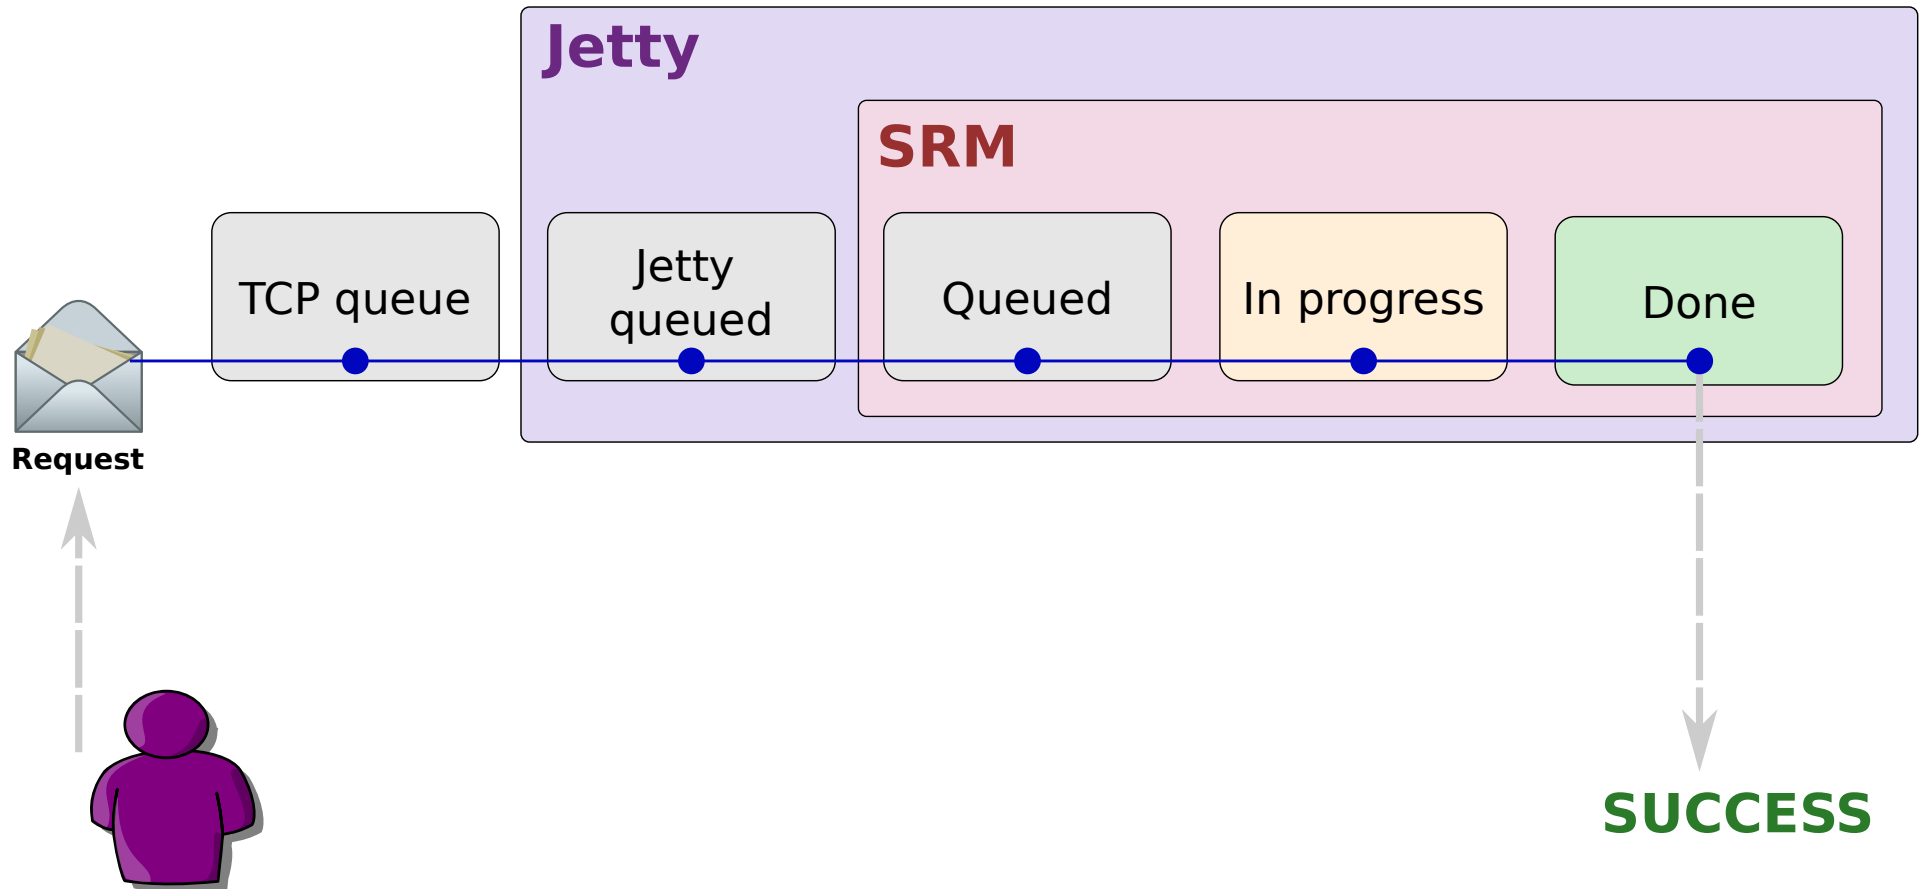 Jetty
SRM
TCP queue
Jetty
queued
Queued
In progress
Done
Request
SUCCESS